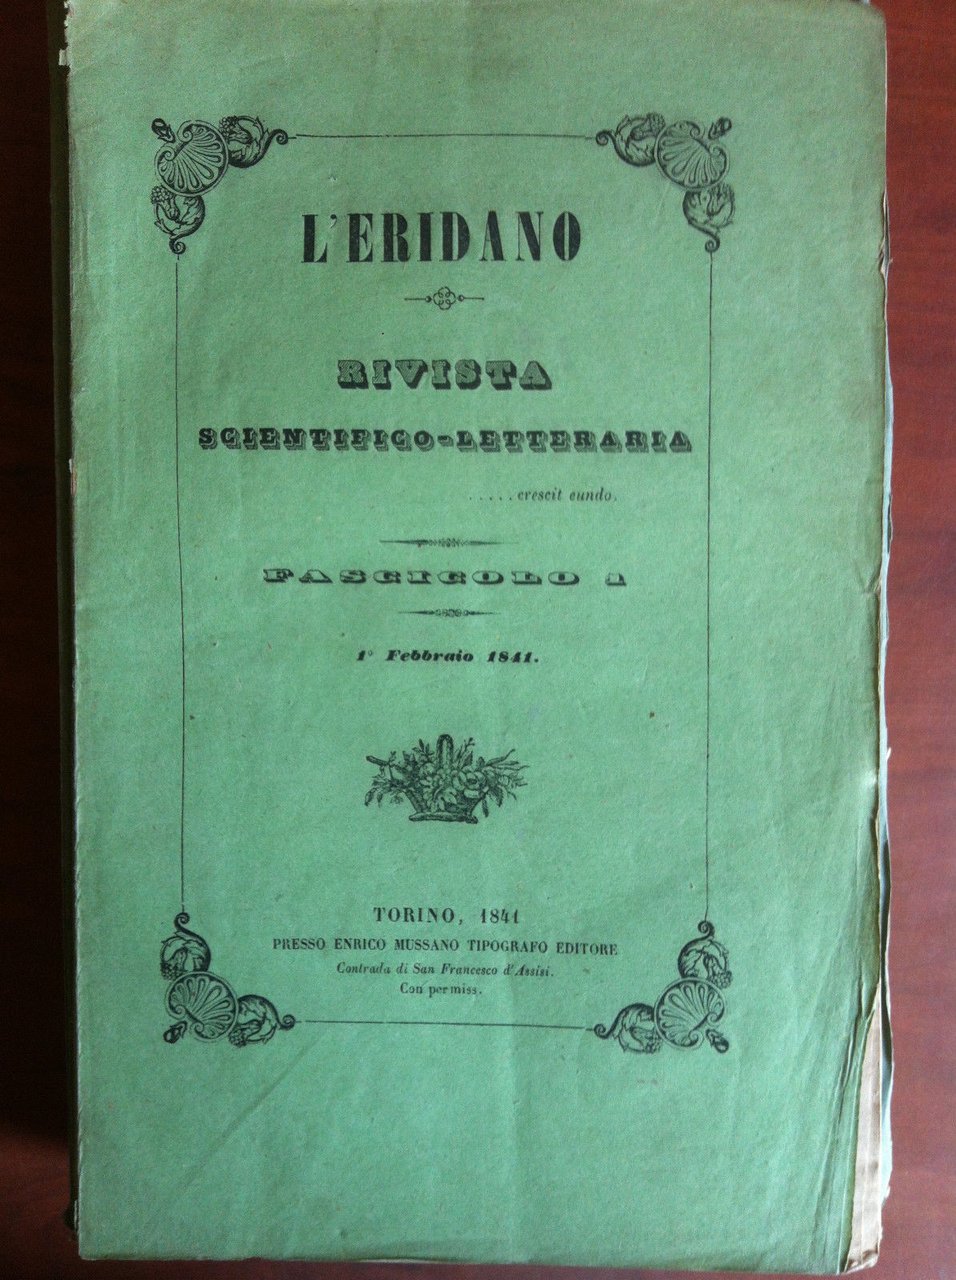 L'ERIDANO
RIVISTA
SCIENTIFICO-LETTERARIA
.....crescit eundo.
FASCICOLO 1
1° Febbraio 1841.
TORINO, 1841
PRESSO ENRICO MUSSANO TIPOGRAFO EDITORE
Contrada di San Francesco d'Assisi.
Con permiss.